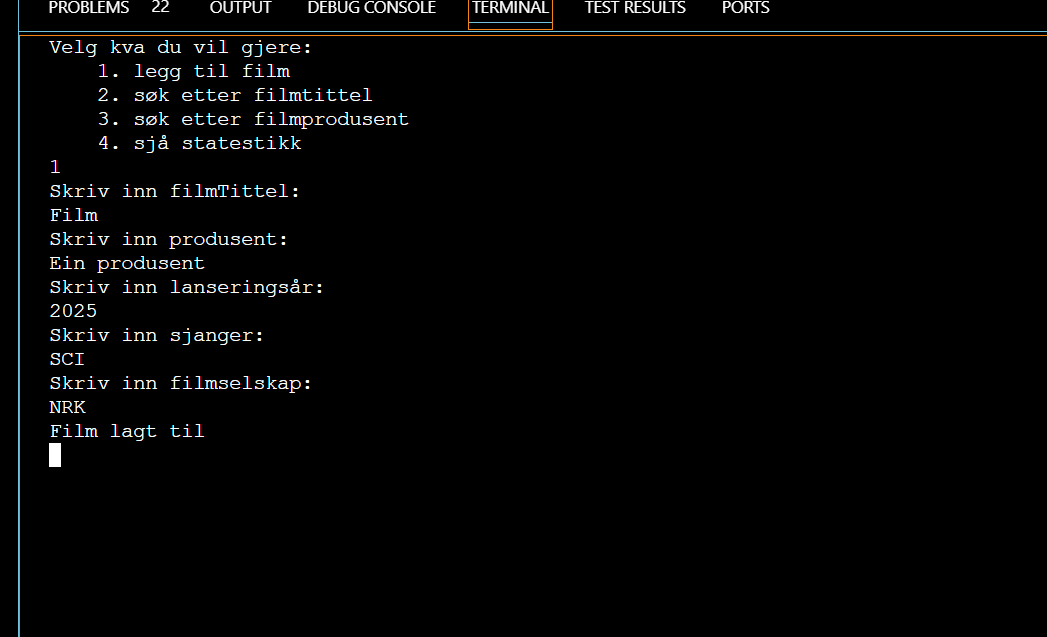 PROBLEMS 22 OUTPUT DEBUG CONSOLE TERMINAL TEST RESULTS PORTS
Velg kva du vil gjere:
1. legg til film
2. søk etter filmtittel
3. søk etter filmprodusent
4. sjå statestikk
1
Skriv inn filmTittel:
Film
Skriv inn produsent:
Ein produsent
Skriv inn lanseringsår:
2025
Skriv inn sjanger:
SCI
Skriv inn filmselskap:
NRK
Film lagt til